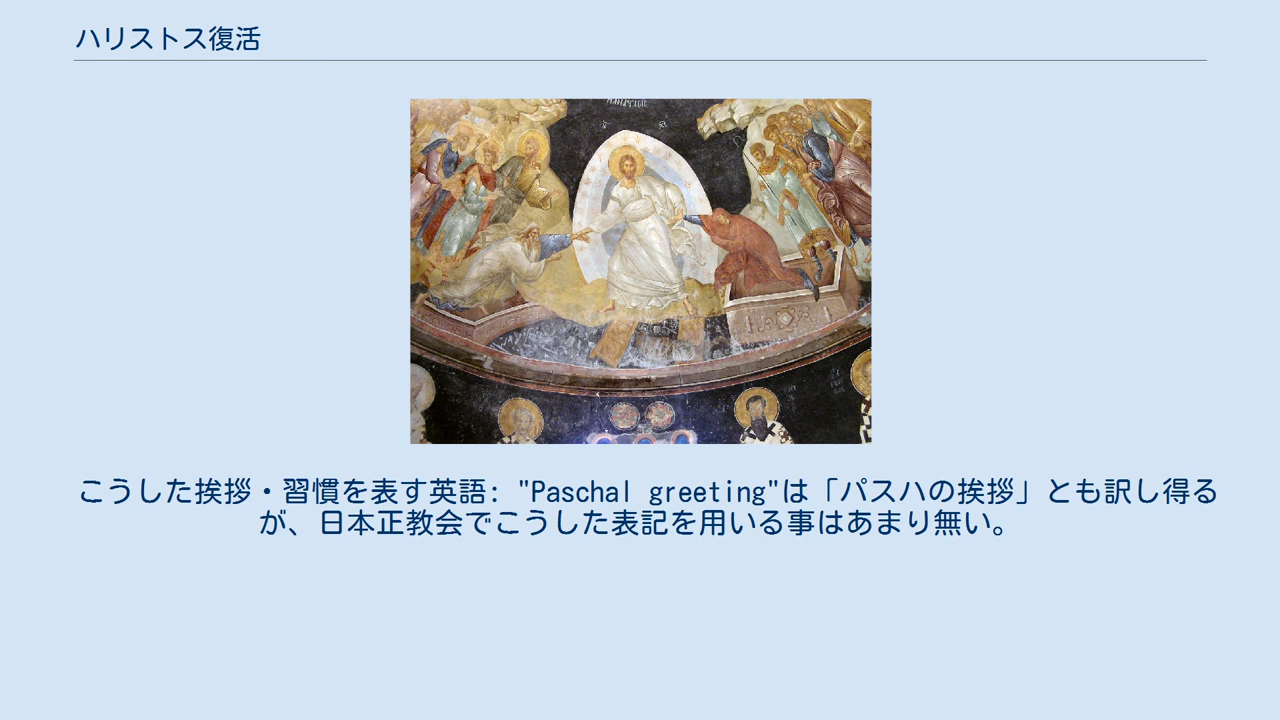 ハリストス復活
こうした挨拶・習慣を表す英語: "Paschal greeting"は「パスハの挨拶」とも訳し得る
が、日本正教会でこうした表記を用いる事はあまり無い。